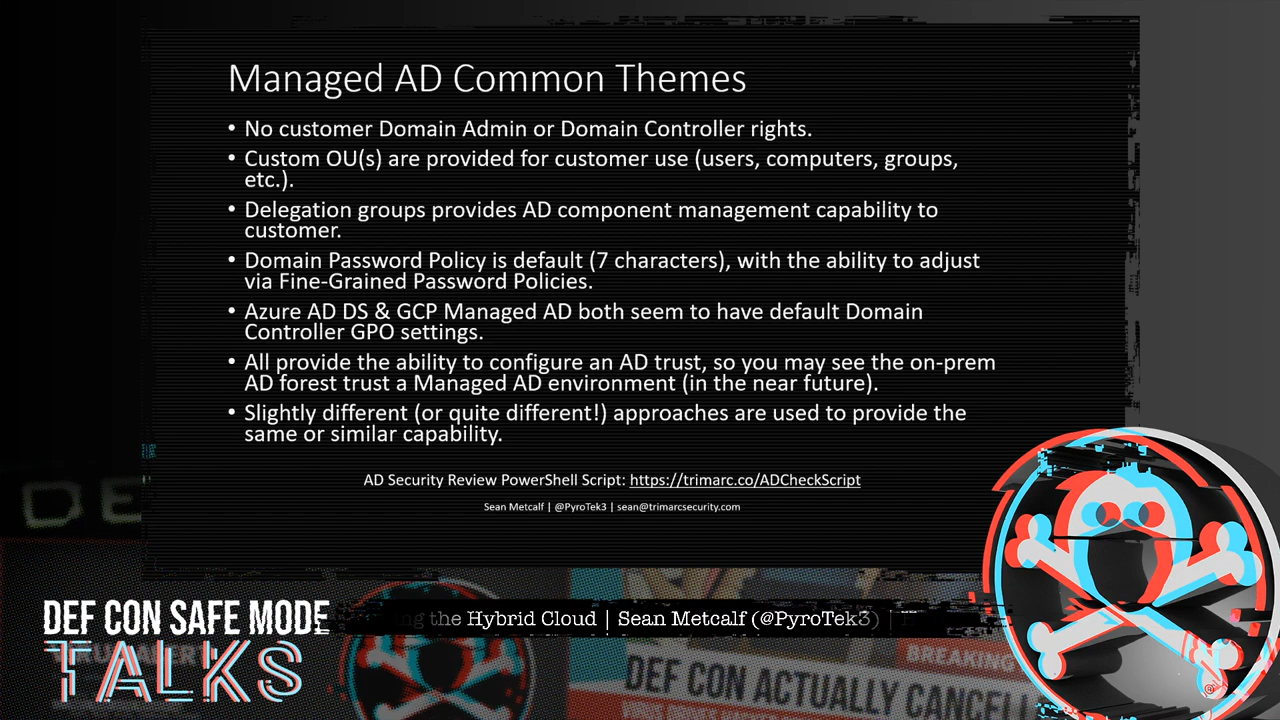 Managed AD Common Themes
• No customer Domain Admin or Domain Controller rights.
• Custom OU(s) are provided for customer use (users, computers, groups,
etc.).
• Delegation groups provides AD component management capability to
customer.
• Domain Password Policy is default (7 characters), with the ability to adjust
via Fine-Grained Password Policies.
• Azure AD DS & GCP Managed AD both seem to have default Domain
Controller GPO settings.
• All provide the ability to configure an AD trust, so you may see the on-prem
AD forest trust a Managed AD environment (in the near future).
• Slightly different (or quite different!) approaches are used to provide the
same or similar capability.
AD Security Review PowerShell Script: https://trimarc.co/ADCheckScript
Sean Metcalf | @PyroTek3 | sean@trimarcsecurity.com
DE
DEF CON SAFE MODE
TALKS
the Hybrid Cloud | Sean Metcalf (@PyroTek3) |
BREAKING
DEF CON ACTUALLY CANCELL